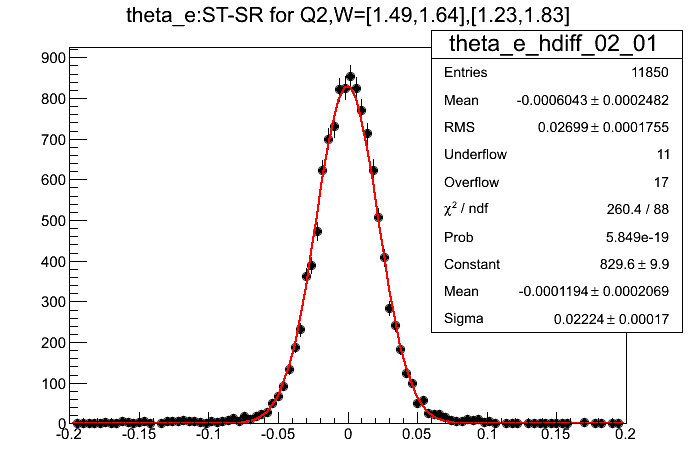 theta_e:ST-SR for Q2,W=[1.49,1.64],[1.23,1.83]
theta_e_hdiff_02_01
Entries 11850
Mean -0.0006043 ± 0.0002482
RMS 0.02699 ± 0.0001755
Underflow 11
Overflow 17
χ² / ndf 260.4 / 88
Prob 5.849e-19
Constant 829.6 ± 9.9
Mean -0.0001194 ± 0.0002069
Sigma 0.02224 ± 0.00017
900
800
700
600
500
400
300
200
100
0
-0.2 -0.15 -0.1 -0.05 0 0.05 0.1 0.15 0.2